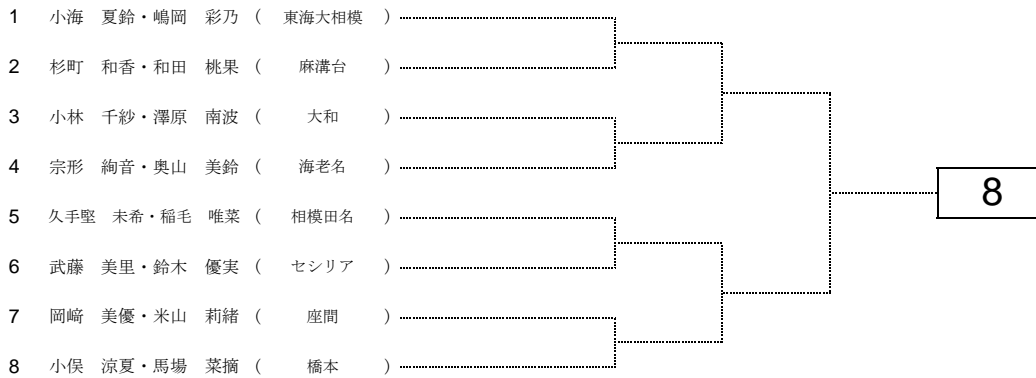 1 小海 夏鈴・嶋岡 彩乃 ( 東海大相模 )
2 杉町 和香・和田 桃果 ( 麻溝台 )
3 小林 千紗・澤原 南波 ( 大和 )
4 宗形 絢音・奥山 美鈴 ( 海老名 )
8
5 久手堅 未希・稲毛 唯菜 ( 相模田名 )
6 武藤 美里・鈴木 優実 ( セシリア )
7 岡﨑 美優・米山 莉緒 ( 座間 )
8 小俣 涼夏・馬場 菜摘 ( 橋本 )